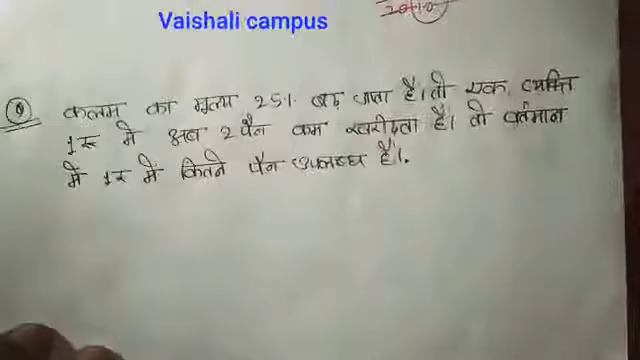 Vaishali campus
कलम का मूल्य 25% बढ़ जाता है। तो एक व्यक्ति
1रू में अब 2 पैन कम खरीदता है। तो वर्तमान
में 1रू में कितने पैन उपलब्ध है।.